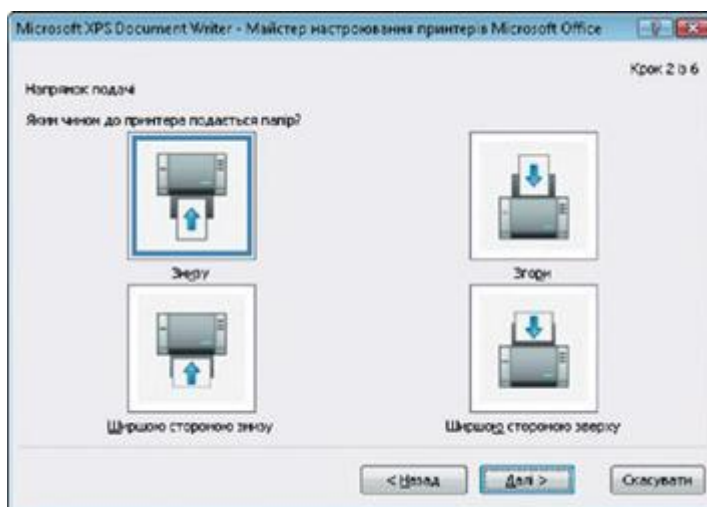 Microsoft XPS Document Writer - Майстер настроювання принтерів Microsoft Office
Крок 2 із 6
Напрямок подачі
Яким чином до принтера подається папір?
Знизу
Згори
Ширшою стороною знизу
Ширшою стороною зверху
< Назад
Далі >
Скасувати